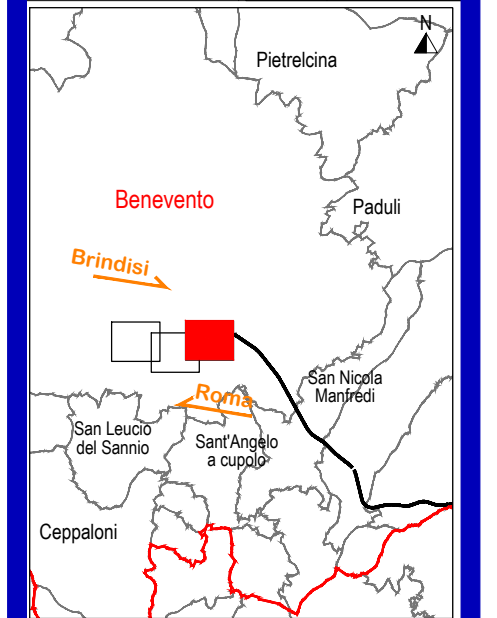 N
Pietrelcina
Benevento
Paduli
Brindisi
San Nicola
Manfredi
Roma
San Leucio
del Sannio
Sant'Angelo
a cupolo
Ceppaloni